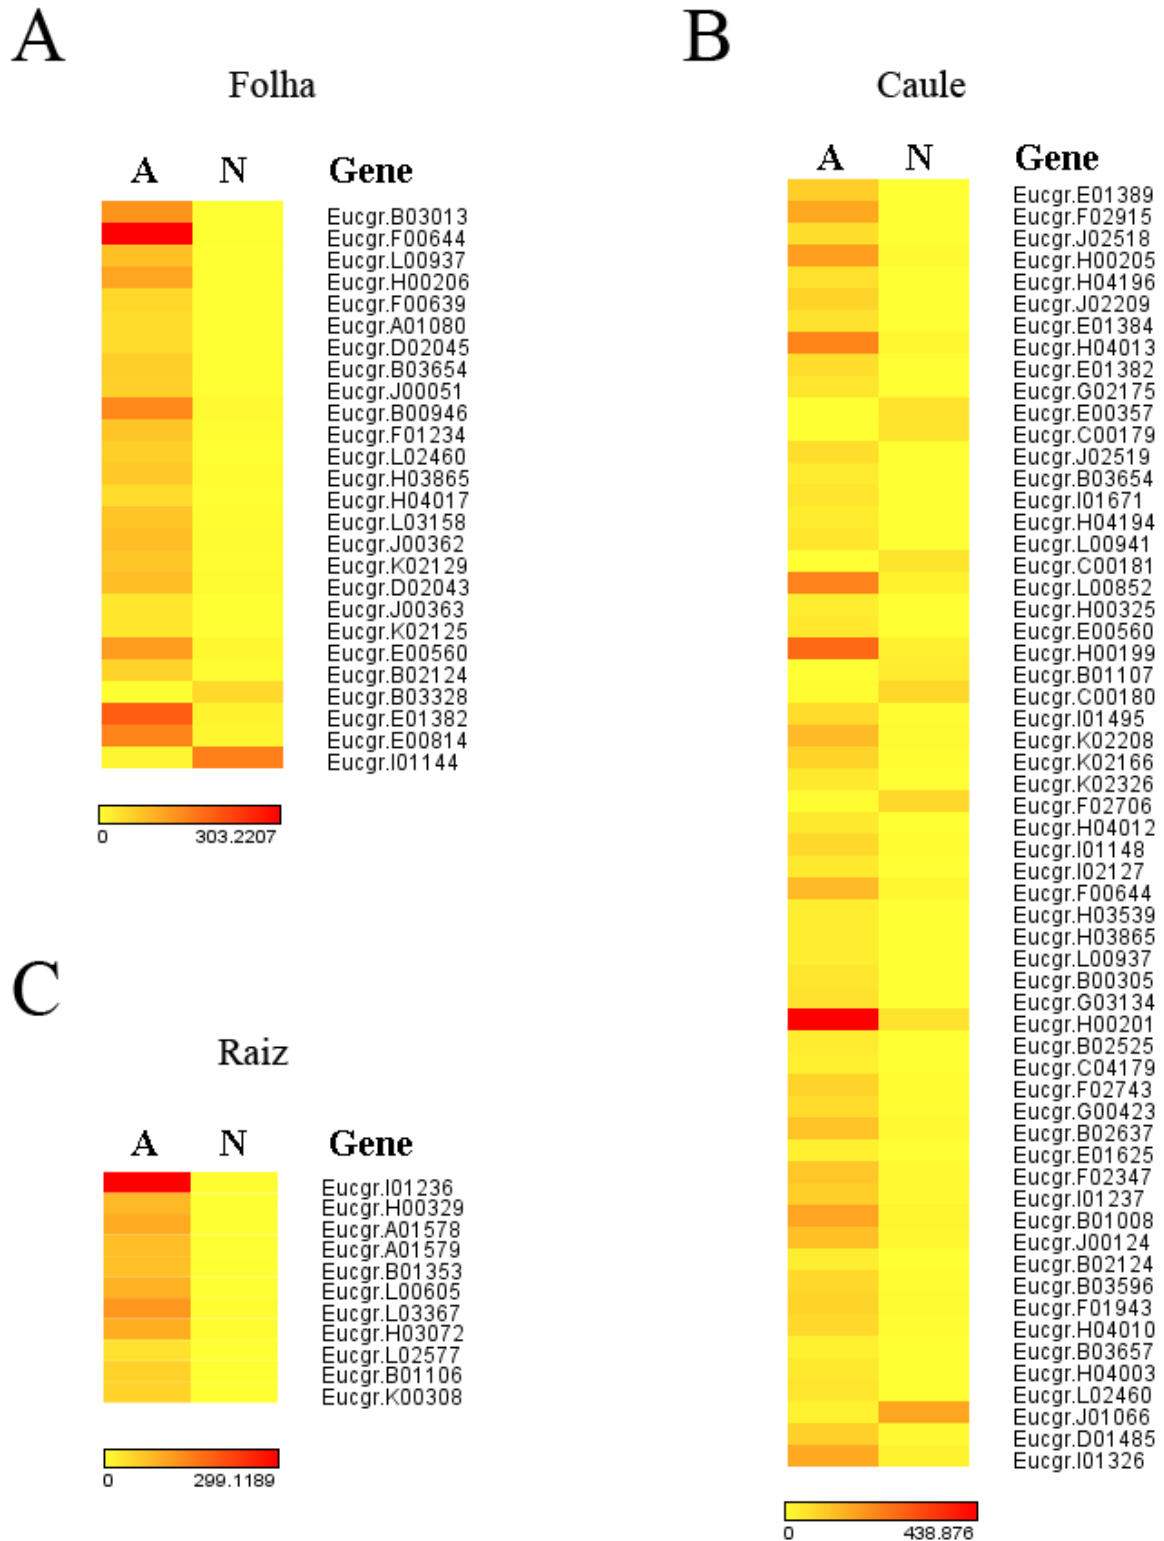 A
Folha
A N Gene
Eucgr.B03013
Eucgr.F00644
Eucgr.L00937
Eucgr.H00206
Eucgr.F00639
Eucgr.A01080
Eucgr.D02045
Eucgr.B03654
Eucgr.J00051
Eucgr.B00946
Eucgr.F01234
Eucgr.L02460
Eucgr.H03865
Eucgr.H04017
Eucgr.L03158
Eucgr.J00362
Eucgr.K02129
Eucgr.D02043
Eucgr.J00363
Eucgr.K02125
Eucgr.E00560
Eucgr.B02124
Eucgr.B03328
Eucgr.E01382
Eucgr.E00814
Eucgr.I01144
0 303.2207
B
Caule
A N Gene
Eucgr.E01389
Eucgr.F02915
Eucgr.J02518
Eucgr.H00205
Eucgr.H04196
Eucgr.J02209
Eucgr.E01384
Eucgr.H04013
Eucgr.E01382
Eucgr.G02175
Eucgr.E00357
Eucgr.C00179
Eucgr.J02519
Eucgr.B03654
Eucgr.I01671
Eucgr.H04194
Eucgr.L00941
Eucgr.C00181
Eucgr.L00852
Eucgr.H00325
Eucgr.E00560
Eucgr.H00199
Eucgr.B01107
Eucgr.C00180
Eucgr.I01495
Eucgr.K02208
Eucgr.K02166
Eucgr.K02326
Eucgr.F02706
Eucgr.H04012
Eucgr.I01148
Eucgr.I02127
Eucgr.F00644
Eucgr.H03539
Eucgr.H03865
Eucgr.L00937
Eucgr.B00305
Eucgr.G03134
Eucgr.H00201
Eucgr.B02525
Eucgr.C04179
Eucgr.F02743
Eucgr.G00423
Eucgr.B02637
Eucgr.E01625
Eucgr.F02347
Eucgr.I01237
Eucgr.B01008
Eucgr.J00124
Eucgr.B02124
Eucgr.B03596
Eucgr.F01943
Eucgr.H04010
Eucgr.B03657
Eucgr.H04003
Eucgr.L02460
Eucgr.J01066
Eucgr.D01485
Eucgr.I01326
0 438.876
C
Raiz
A N Gene
Eucgr.I01236
Eucgr.H00329
Eucgr.A01578
Eucgr.A01579
Eucgr.B01353
Eucgr.L00605
Eucgr.L03367
Eucgr.H03072
Eucgr.L02577
Eucgr.B01106
Eucgr.K00308
0 299.1189